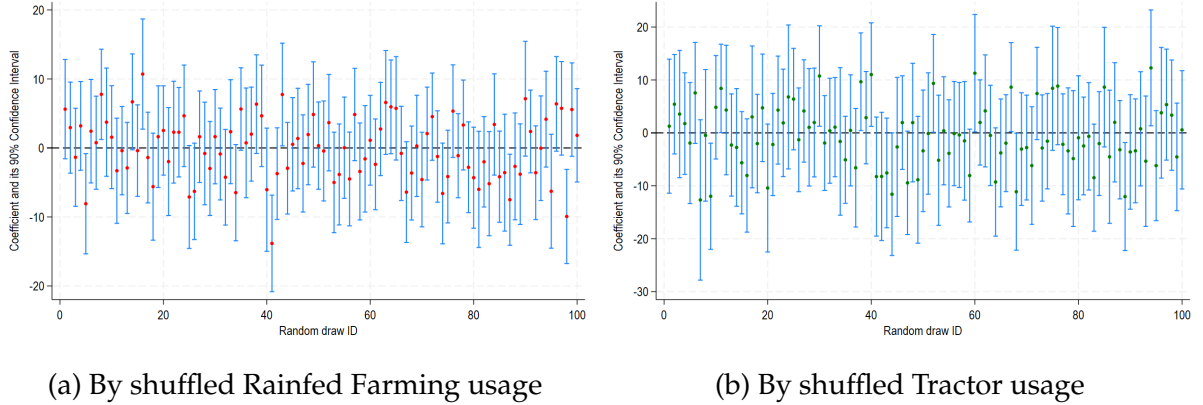 Coefficient and its 90% Confidence Interval
20
10
0
-10
-20
0 20 40 60 80 100
Random draw ID
(a) By shuffled Rainfed Farming usage
Coefficient and its 90% Confidence Interval
20
10
0
-10
-20
-30
0 20 40 60 80 100
Random draw ID
(b) By shuffled Tractor usage